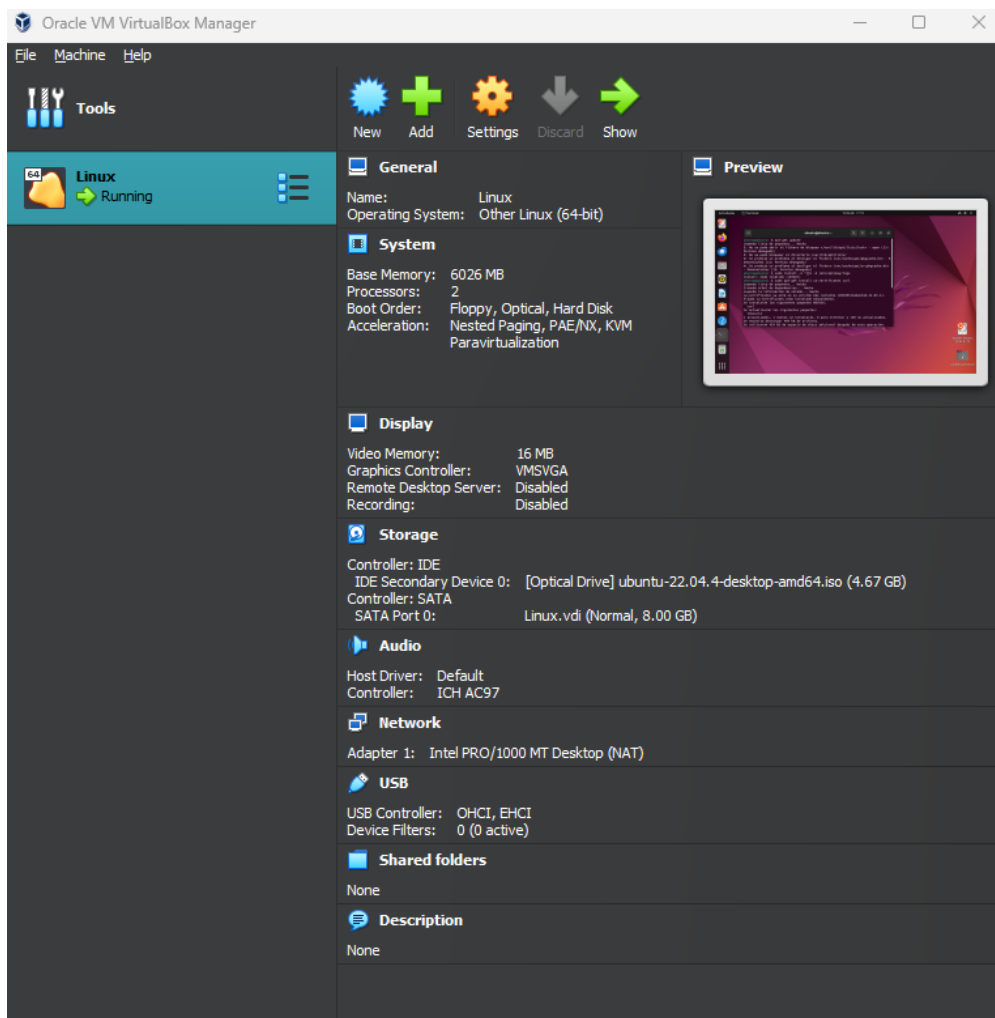 Oracle VM VirtualBox Manager
File Machine Help
Tools
New Add Settings Discard Show
64
Linux
Running
General
Name: Linux
Operating System: Other Linux (64-bit)
Preview
System
Base Memory: 6026 MB
Processors: 2
Boot Order: Floppy, Optical, Hard Disk
Acceleration: Nested Paging, PAE/NX, KVM
Paravirtualization
Display
Video Memory: 16 MB
Graphics Controller: VMSVGA
Remote Desktop Server: Disabled
Recording: Disabled
Storage
Controller: IDE
IDE Secondary Device 0: [Optical Drive] ubuntu-22.04.4-desktop-amd64.iso (4.67 GB)
Controller: SATA
SATA Port 0: Linux.vdi (Normal, 8.00 GB)
Audio
Host Driver: Default
Controller: ICH AC97
Network
Adapter 1: Intel PRO/1000 MT Desktop (NAT)
USB
USB Controller: OHCI, EHCI
Device Filters: 0 (0 active)
Shared folders
None
Description
None